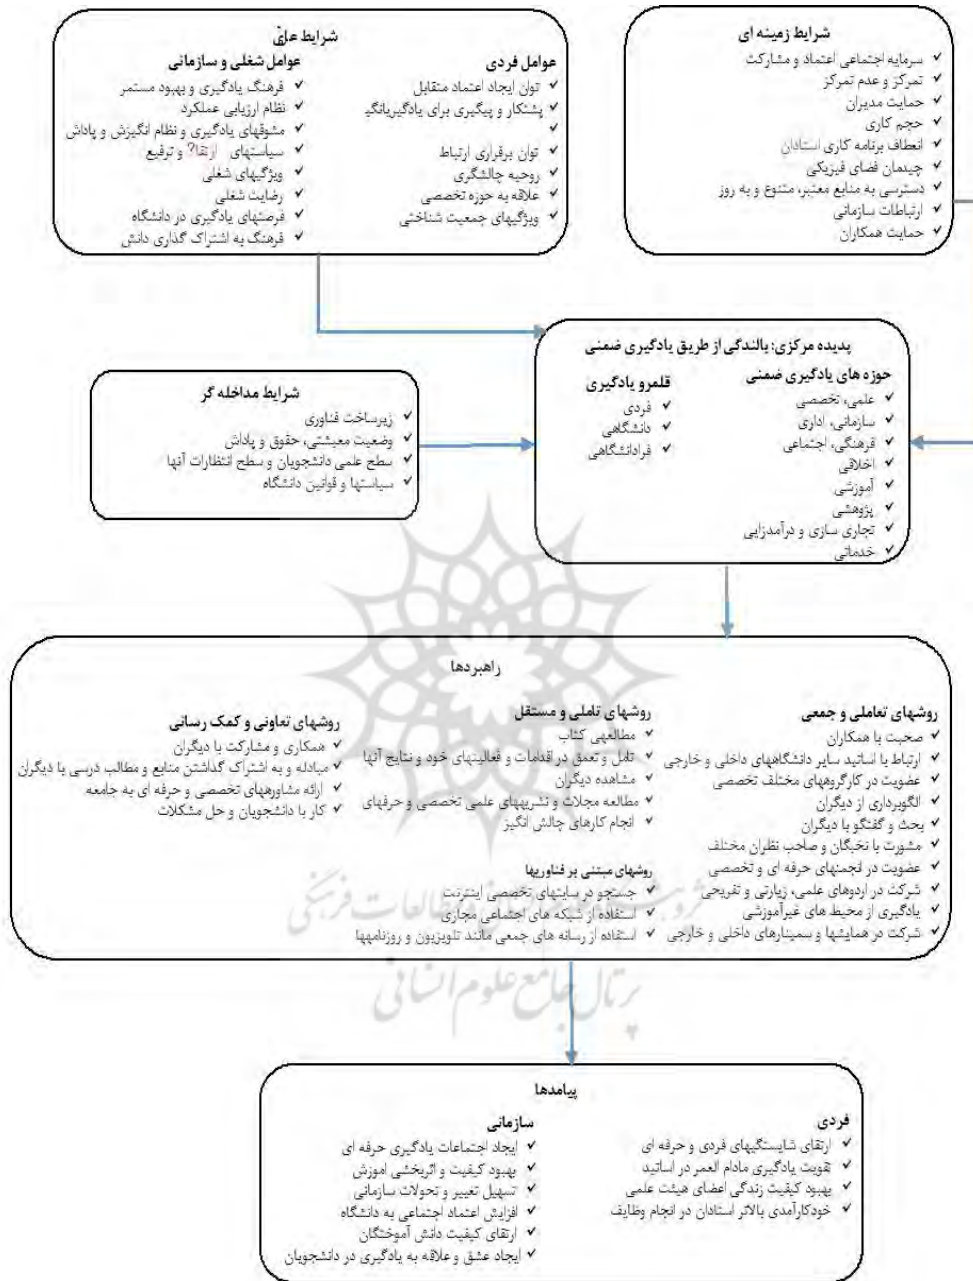 شرایط زمینه ای
✓ سرمایه اجتماعی اعتماد و مشارکت
✓ تمرکز و عدم تمرکز
✓ حمایت مدیران
✓ حجم کاری
✓ انعطاف برنامه کاری استادان
✓ چیدمان فضای فیزیکی
✓ دسترسی به منابع معتبر، متنوع و به روز
✓ ارتباطات سازمانی
✓ حمایت همکاران
شرایط علی
عوامل فردی
✓ توان ایجاد اعتماد متقابل
✓ پشتکار و پیگیری برای یادگیریانگی
✓
✓ توان برقراری ارتباط
✓ روحیه چالشگری
✓ علاقه به حوزه تخصصی
✓ ویژگیهای جمعیت شناختی
عوامل شغلی و سازمانی
✓ فرهنگ یادگیری و بهبود مستمر
✓ نظام ارزیابی عملکرد
✓ مشوقهای یادگیری و نظام انگیزش و پاداش
✓ سیاستهای ارتقا? و ترفیع
✓ ویژگیهای شغلی
✓ رضایت شغلی
✓ فرصتهای یادگیری در دانشگاه
✓ فرهنگ به اشتراک گذاری دانش
پدیده مرکزی: بالندگی از طریق یادگیری ضمنی
حوزه های یادگیری ضمنی
✓ علمی، تخصصی
✓ سازمانی، اداری
✓ فرهنگی، اجتماعی
✓ اخلاقی
✓ آموزشی
✓ پژوهشی
✓ تجاری سازی و درآمدزایی
✓ خدماتی
قلمرو یادگیری
✓ فردی
✓ دانشگاهی
✓ فرادانشگاهی
شرایط مداخله گر
✓ زیرساخت فناوری
✓ وضعیت معیشتی، حقوق و پاداش
✓ سطح علمی دانشجویان و سطح انتظارات آنها
✓ سیاستها و قوانین دانشگاه
راهبردها
روشهای تعاملی و جمعی
✓ صحبت با همکاران
✓ ارتباط با اساتید سایر دانشگاههای داخلی و خارجی
✓ عضویت در کارگروههای مختلف تخصصی
✓ الگوبرداری از دیگران
✓ بحث و گفتگو با دیگران
✓ مشورت با نخبگان و صاحب نظران مختلف
✓ عضویت در انجمنهای حرفه ای و تخصصی
✓ شرکت در اردوهای علمی، زیارتی و تفریحی
✓ یادگیری از محیط های غیرآموزشی
✓ شرکت در همایشها و سمینارهای داخلی و خارجی
روشهای تاملی و مستقل
✓ مطالعهی کتاب
✓ تامل و تعمق در اقدامات و فعالیتهای خود و نتایج آنها
✓ مشاهده دیگران
✓ مطالعه مجلات و نشریههای علمی تخصصی و حرفهای
✓ انجام کارهای چالش انگیز
روشهای مبتنی بر فناوریها
✓ جستجو در سایتهای تخصصی اینترنت
✓ استفاده از شبکه های اجتماعی مجازی
✓ استفاده از رسانه های جمعی مانند تلویزیون و روزنامهها
روشهای تعاونی و کمک رسانی
✓ همکاری و مشارکت با دیگران
✓ مبادله و به اشتراک گذاشتن منابع و مطالب درسی با دیگران
✓ ارائه مشاورههای تخصصی و حرفه ای به جامعه
✓ کار با دانشجویان و حل مشکلات
پرتال جامع علوم انسانی
پیامدها
فردی
✓ ارتقای شایستگیهای فردی و حرفه ای
✓ تقویت یادگیری مادام العمر در اساتید
✓ بهبود کیفیت زندگی اعضای هیئت علمی
✓ خودکارآمدی بالاتر استادان در انجام وظایف
سازمانی
✓ ایجاد اجتماعات یادگیری حرفه ای
✓ بهبود کیفیت و اثربخشی اموزش
✓ تسهیل تغییر و تحولات سازمانی
✓ افزایش اعتماد اجتماعی به دانشگاه
✓ ارتقای کیفیت دانش آموختگان
✓ ایجاد عشق و علاقه به یادگیری در دانشجویان